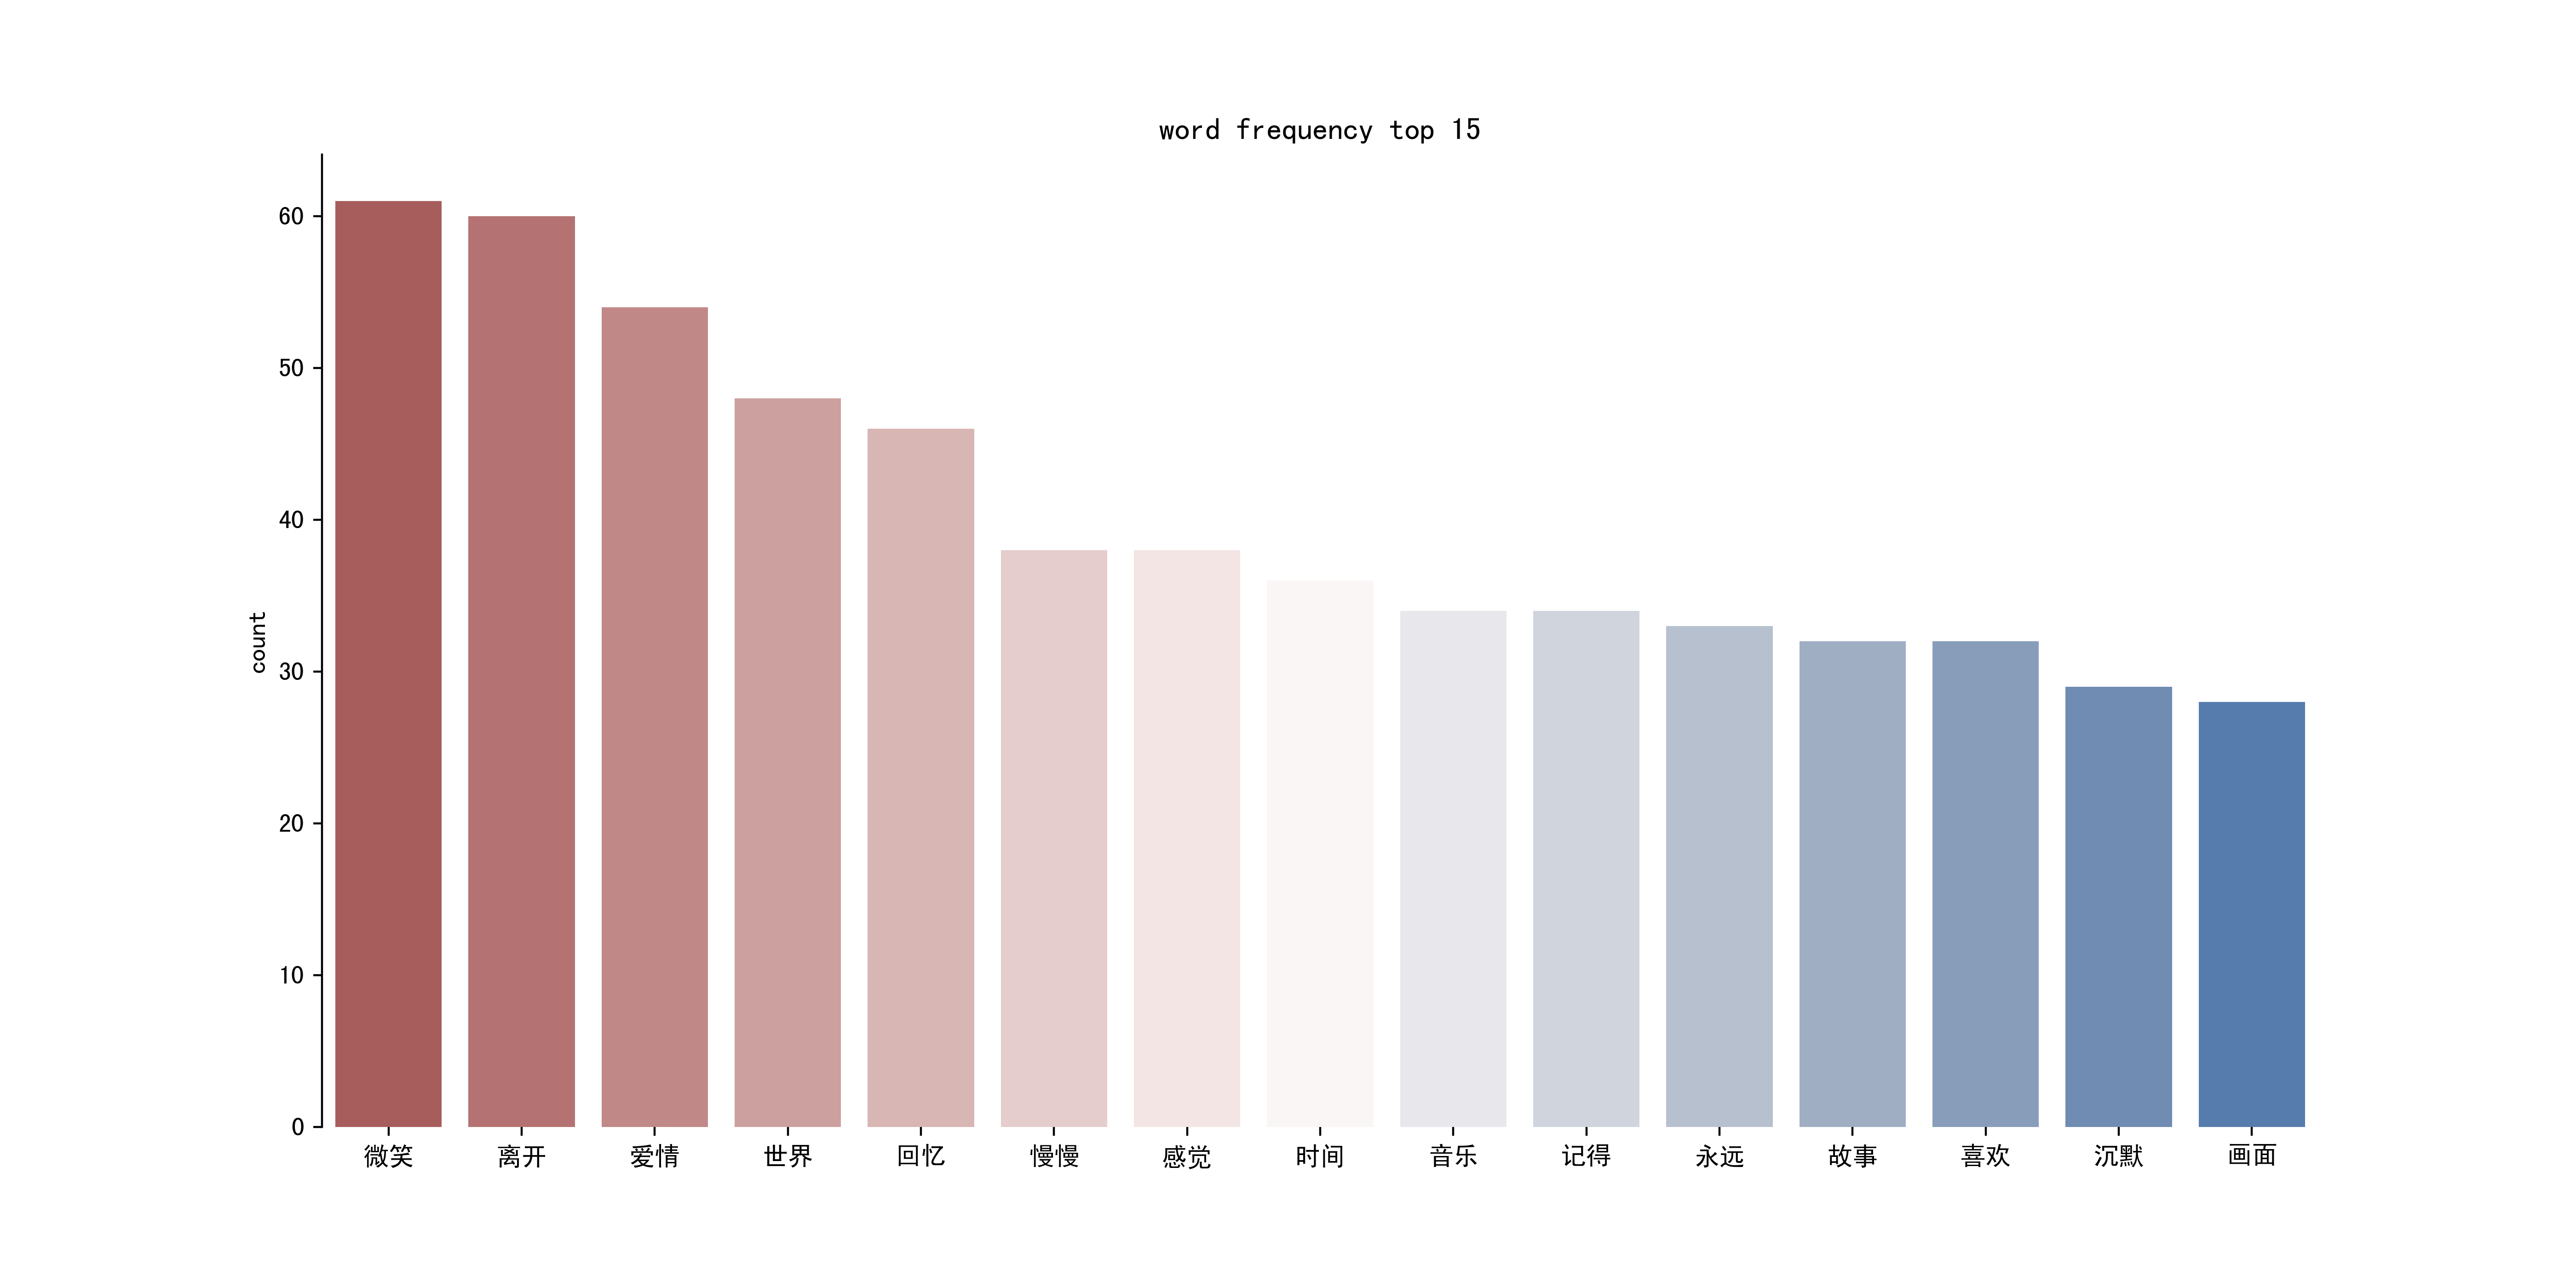 word frequency top 15
60
50
40
30
20
10
0
count
微笑 离开 爱情 世界 回忆 慢慢 感觉 时间 音乐 记得 永远 故事 喜欢 沉默 画面